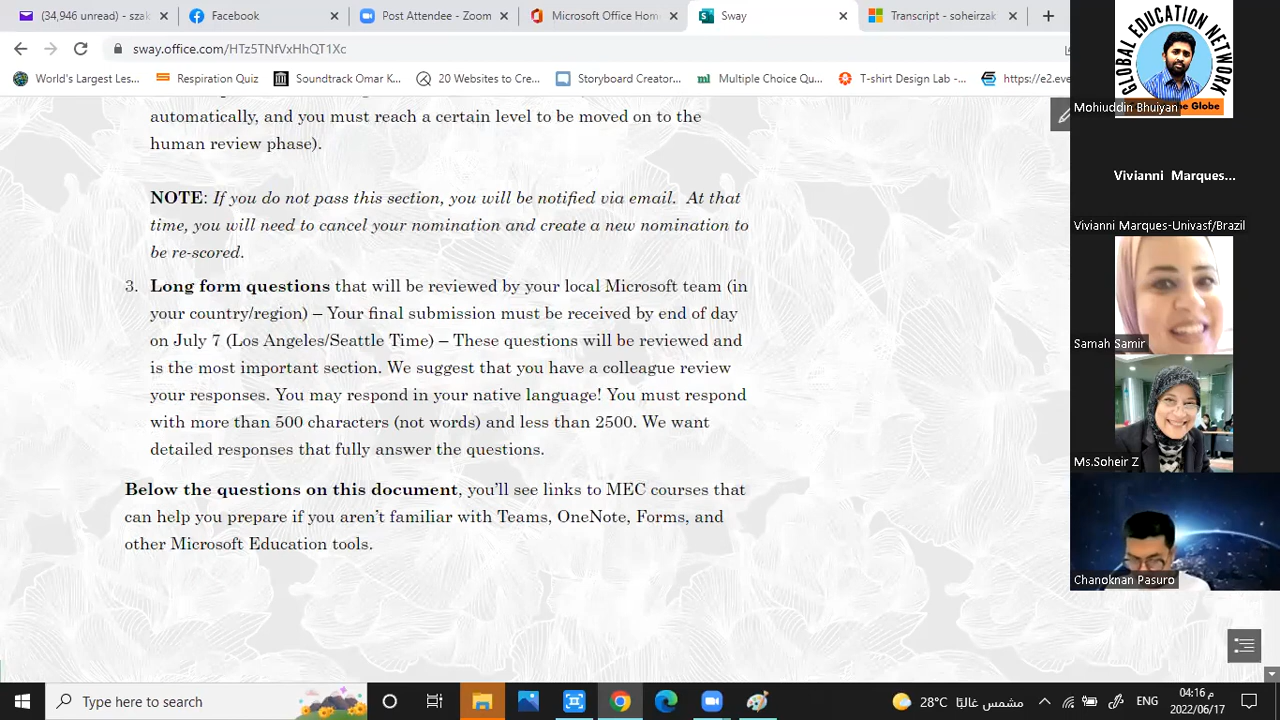 (34,946 unread) - szak
Facebook
Post Attendee - Zoom
Microsoft Office Hom
Sway
Transcript - soheirzak
sway.office.com/HTz5TNfVxHhQT1Xc
World's Largest Les...
Respiration Quiz
Soundtrack Omar K...
20 Websites to Cre...
Storyboard Creator...
ml Multiple Choice Qu...
T-shirt Design Lab -...
https://e2.eve
automatically, and you must reach a certain level to be moved on to the
human review phase).
NOTE: If you do not pass this section, you will be notified via email. At that
time, you will need to cancel your nomination and create a new nomination to
be re-scored.
3. Long form questions that will be reviewed by your local Microsoft team (in
your country/region) – Your final submission must be received by end of day
on July 7 (Los Angeles/Seattle Time) – These questions will be reviewed and
is the most important section. We suggest that you have a colleague review
your responses. You may respond in your native language! You must respond
with more than 500 characters (not words) and less than 2500. We want
detailed responses that fully answer the questions.
Below the questions on this document, you'll see links to MEC courses that
can help you prepare if you aren't familiar with Teams, OneNote, Forms, and
other Microsoft Education tools.
GLOBAL EDUCATION NETWORK
Globe
Mohiuddin Bhuiyan
Vivianni Marques...
Vivianni Marques-Univasf/Brazil
Samah Samir
Ms.Soheir Z
Chanoknan Pasuro
Type here to search
28°C مشمس غالبًا
ENG
04:16 م
2022/06/17